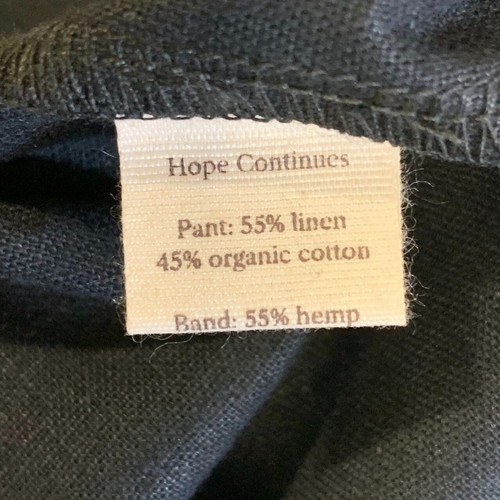 Hope Continues
Pant: 55% linen
45% organic cotton
Band: 55% hemp